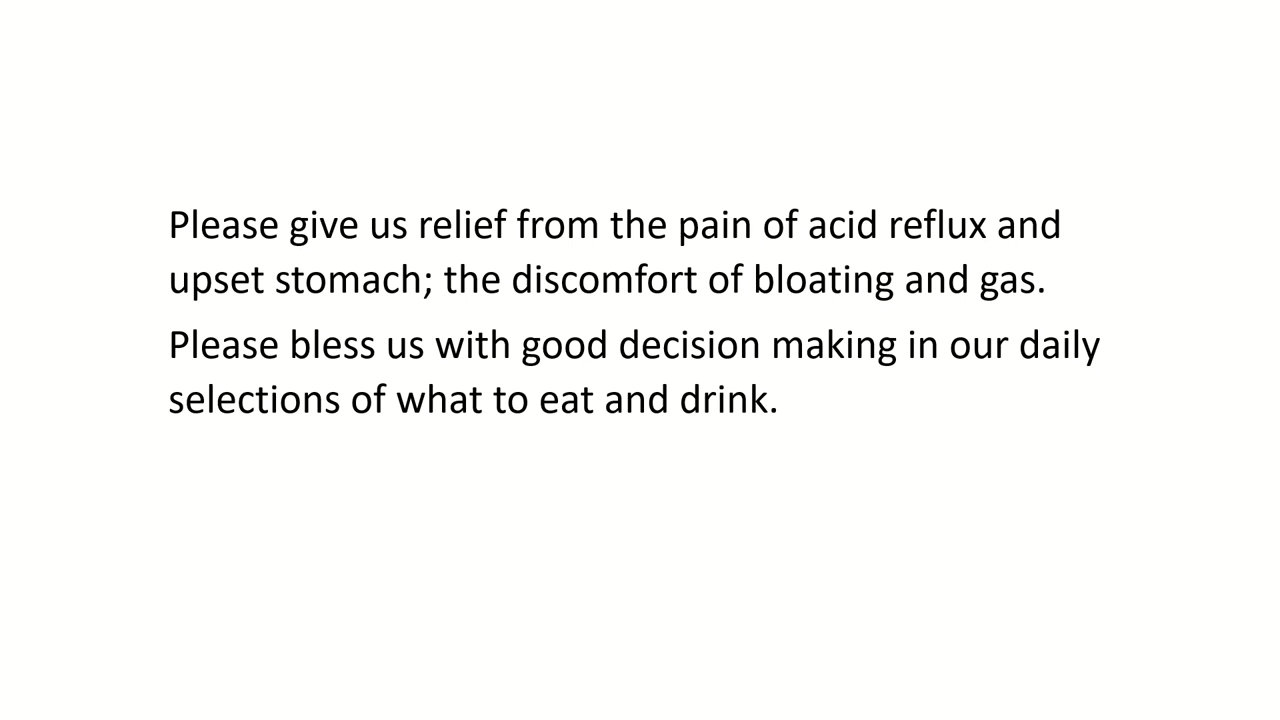 Please give us relief from the pain of acid reflux and
upset stomach; the discomfort of bloating and gas.
Please bless us with good decision making in our daily
selections of what to eat and drink.